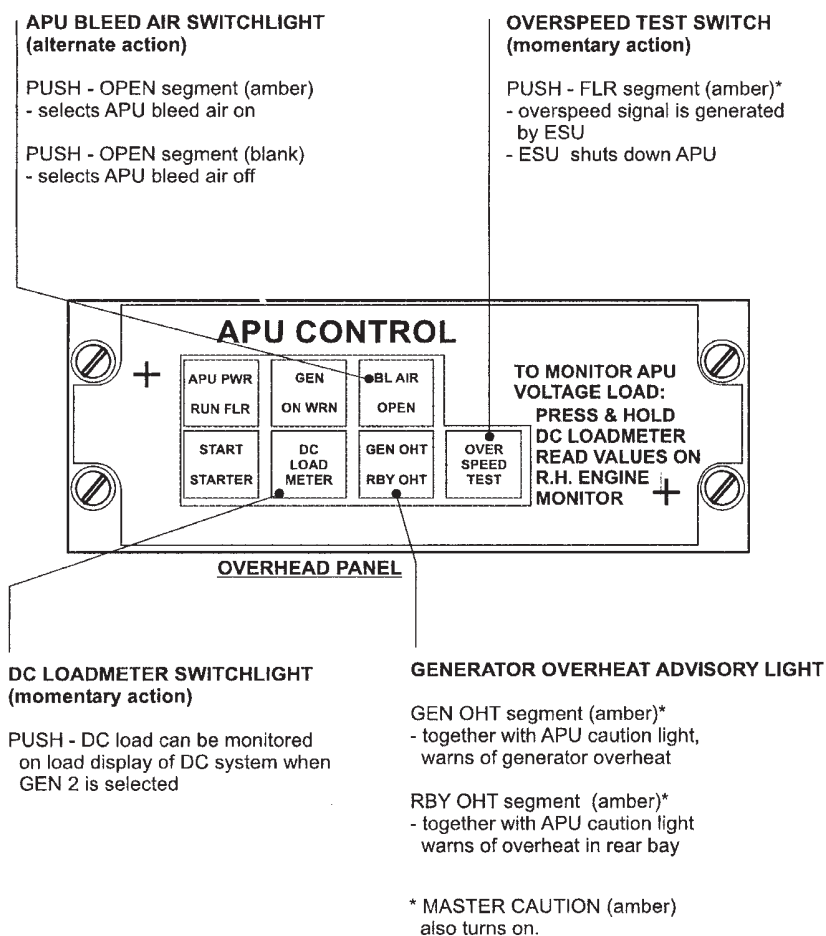 APU BLEED AIR SWITCHLIGHT
(alternate action)
PUSH - OPEN segment (amber)
- selects APU bleed air on
PUSH - OPEN segment (blank)
- selects APU bleed air off
OVERSPEED TEST SWITCH
(momentary action)
PUSH - FLR segment (amber)*
- overspeed signal is generated
by ESU
- ESU shuts down APU
APU CONTROL
APU PWR
RUN FLR
GEN
ON WRN
BL AIR
OPEN
START
STARTER
DC
LOAD
METER
GEN OHT
RBY OHT
OVER
SPEED
TEST
TO MONITOR APU
VOLTAGE LOAD:
PRESS & HOLD
DC LOADMETER
READ VALUES ON
R.H. ENGINE
MONITOR
OVERHEAD PANEL
DC LOADMETER SWITCHLIGHT
(momentary action)
PUSH - DC load can be monitored
on load display of DC system when
GEN 2 is selected
GENERATOR OVERHEAT ADVISORY LIGHT
GEN OHT segment (amber)*
- together with APU caution light,
warns of generator overheat
RBY OHT segment (amber)*
- together with APU caution light
warns of overheat in rear bay
* MASTER CAUTION (amber)
also turns on.